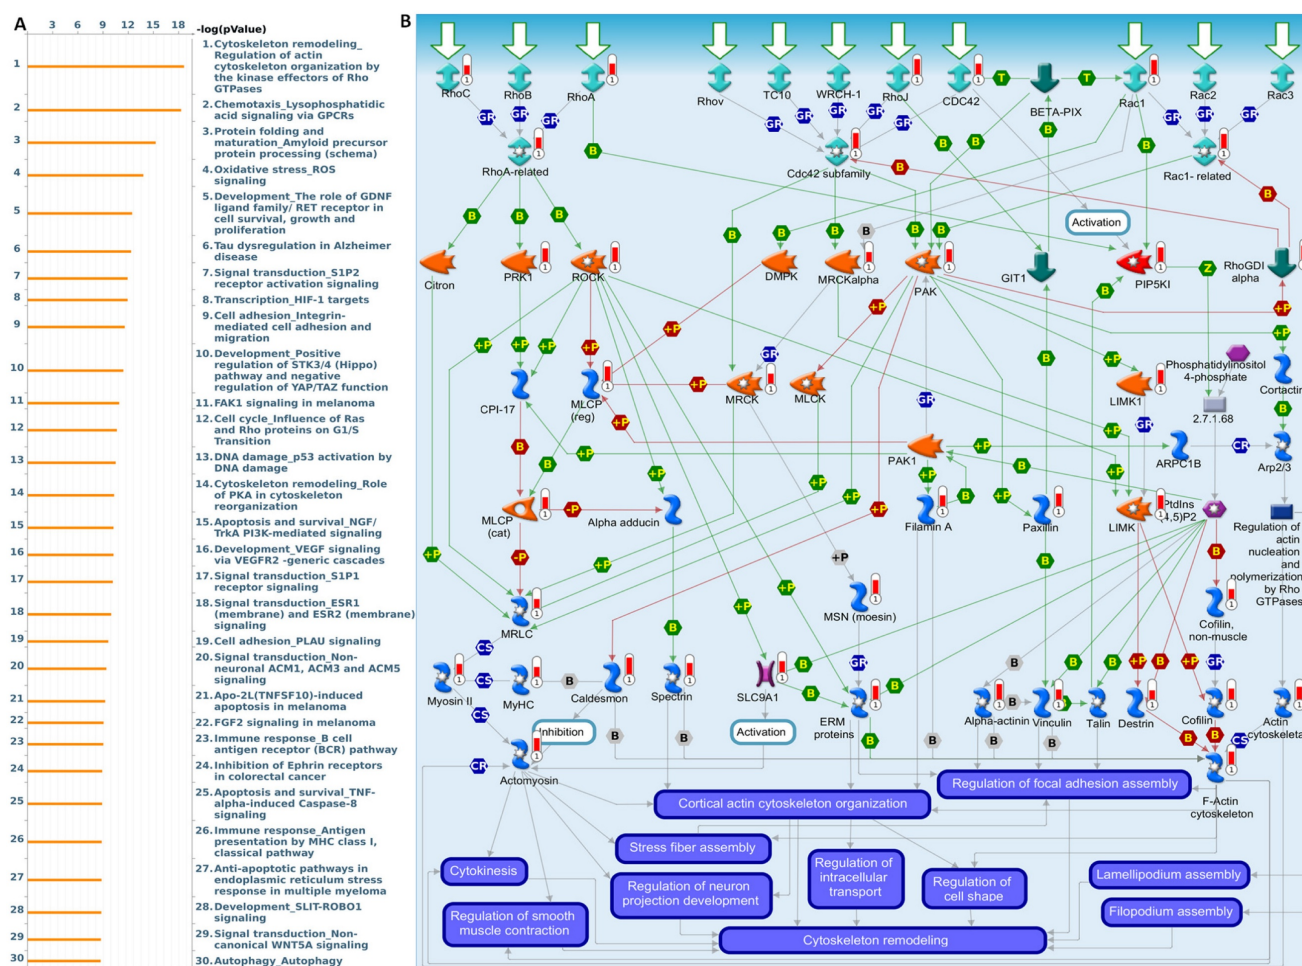 A
3 6 9 12 15 18 -log(pValue)
1
1. Cytoskeleton remodeling_
Regulation of actin
cytoskeleton organization by
the kinase effectors of Rho
GTPases
2
2. Chemotaxis_Lysophosphatidic
acid signaling via GPCRs
3
3. Protein folding and
maturation_Amyloid precursor
protein processing (schema)
4
4. Oxidative stress_ROS
signaling
5
5. Development_The role of GDNF
ligand family/ RET receptor in
cell survival, growth and
proliferation
6
6. Tau dysregulation in Alzheimer
disease
7
7. Signal transduction_S1P2
receptor activation signaling
8
8. Transcription_HIF-1 targets
9
9. Cell adhesion_Integrin-
mediated cell adhesion and
migration
10
10. Development_Positive
regulation of STK3/4 (Hippo)
pathway and negative
regulation of YAP/TAZ function
11
11. FAK1 signaling in melanoma
12
12. Cell cycle_Influence of Ras
and Rho proteins on G1/S
Transition
13
13. DNA damage_p53 activation by
DNA damage
14
14. Cytoskeleton remodeling_Role
of PKA in cytoskeleton
reorganization
15
15. Apoptosis and survival_NGF/
TrkA PI3K-mediated signaling
16
16. Development_VEGF signaling
via VEGFR2 -generic cascades
17
17. Signal transduction_S1P1
receptor signaling
18
18. Signal transduction_ESR1
(membrane) and ESR2 (membrane)
signaling
19
19. Cell adhesion_PLAU signaling
20
20. Signal transduction_Non-
neuronal ACM1, ACM3 and ACM5
signaling
21
21. Apo-2L(TNFSF10)-induced
apoptosis in melanoma
22
22. FGF2 signaling in melanoma
23
23. Immune response_B cell
antigen receptor (BCR) pathway
24
24. Inhibition of Ephrin receptors
in colorectal cancer
25
25. Apoptosis and survival_TNF-
alpha-induced Caspase-8
signaling
26
26. Immune response_Antigen
presentation by MHC class I,
classical pathway
27
27. Anti-apoptotic pathways in
endoplasmic reticulum stress
response in multiple myeloma
28
28. Development_SLIT-ROBO1
signaling
29
29. Signal transduction_Non-
canonical WNT5A signaling
30
30. Autophagy_Autophagy
B
RhoC RhoB RhoA Rhov TC10 WRCH-1 RhoJ CDC42 BETA-PIX Rac1 Rac2 Rac3
RhoA-related Cdc42 subfamily Rac1- related
Activation
Citron PRK1 ROCK DMPK MRCKalpha PAK GIT1 PIP5KI RhoGDI
alpha
Phosphatidylinositol
4-phosphate
CPI-17 MLCP
(reg)
MRCK MLCK LIMK1 2.7.1.68 Cortactin
PAK1 ARPC1B Arp2/3
MLCP
(cat)
Alpha adducin Filamin A Paxillin LIMK PtdIns
(4,5)P2
Regulation of
actin
nucleation
and
polymerization
by Rho
GTPases
MRLC MSN (moesin) Cofilin,
non-muscle
Myosin II MyHC Caldesmon Spectrin SLC9A1 ERM
proteins
Alpha-actinin Vinculin Talin Destrin Cofilin Actin
cytoskeletal
Inhibition Activation
Actomyosin F-Actin
cytoskeleton
Regulation of focal adhesion assembly
Cortical actin cytoskeleton organization
Stress fiber assembly
Cytokinesis
Regulation of neuron
projection development
Regulation of
intracellular
transport
Regulation of
cell shape
Lamellipodium assembly
Filopodium assembly
Regulation of smooth
muscle contraction
Cytoskeleton remodeling